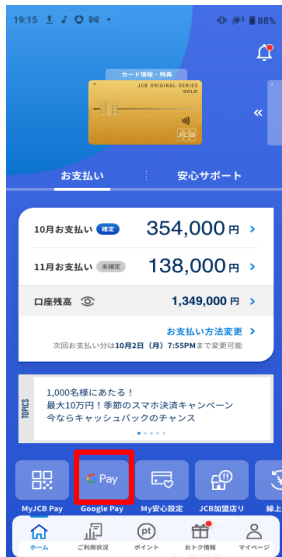 19:15
88%
カード情報・特典
JCB ORIGINAL SERIES
GOLD
JCB
お支払い
安心サポート
10月お支払い 確定 354,000 円
11月お支払い 未確定 138,000 円
口座残高 1,349,000 円
お支払い方法変更
次回お支払い分は10月2日（月）7:55PMまで変更可能
TOPICS
1,000名様にあたる！
最大10万円！季節のスマホ決済キャンペーン
今ならキャッシュバックのチャンス
G Pay
pt
MyJCB Pay
Google Pay
My安心設定
JCB加盟店リ
繰上
ホーム
ご利用状況
ポイント
おトク情報
マイページ